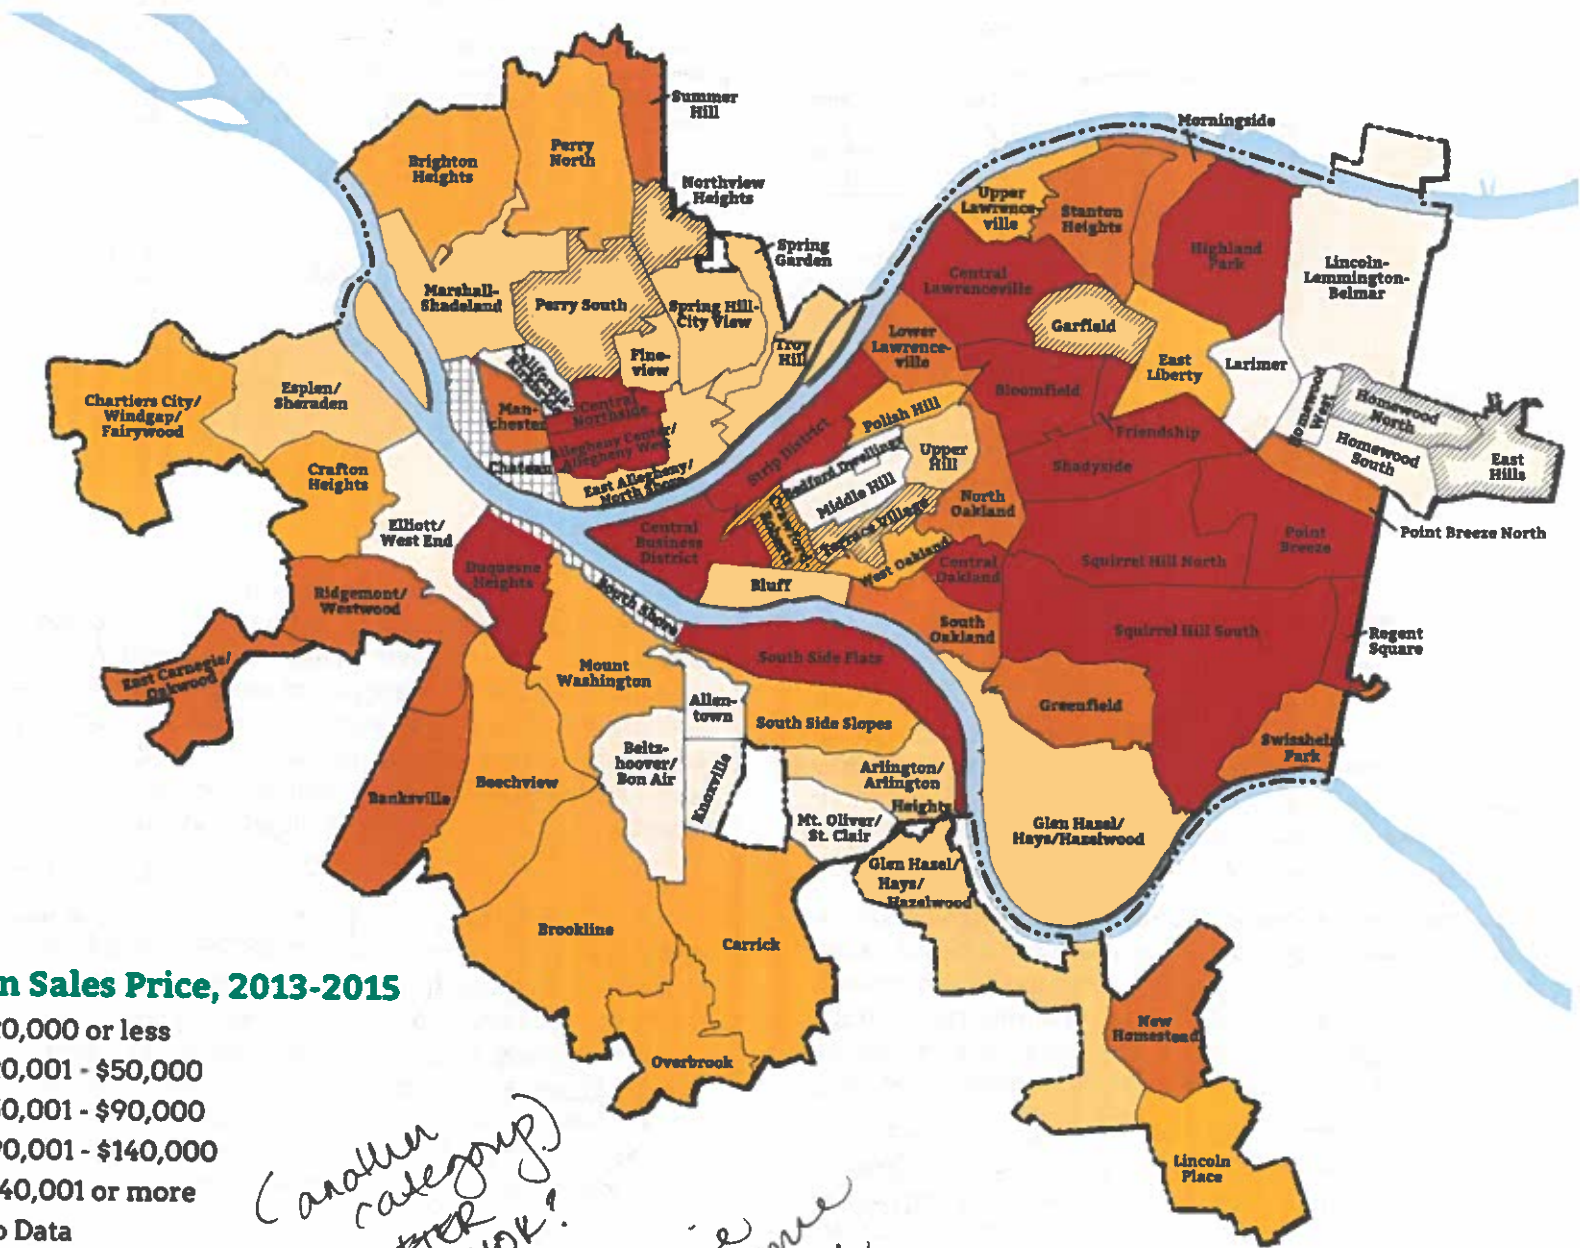 Summer
Hill
Morningside
Brighton
Heights
Perry
North
Northview
Heights
Upper
Lawrence-
ville
Stanton
Heights
Highland
Park
Spring
Garden
Lincoln-
Lemmington-
Belmar
Marshall-
Shadeland
Perry South
Spring Hill-
City View
Central
Lawrenceville
Garfield
Troy
Hill
Lower
Lawrence-
ville
Fine-
view
East
Liberty
Larimer
California-
Kirkbride
Chartiers City/
Windgap/
Fairywood
Esplen/
Sheraden
Man-
chester
Central
Northside
Bloomfield
Homewood
West
Homewood
North
Polish Hill
Allegheny Center/
Allegheny West
Friendship
Homewood
South
East
Hills
Strip District
Upper
Hill
Shadyside
Chateau
Bedford Dwellings
Crafton
Heights
East Allegheny/
North Shore
Middle Hill
North
Oakland
Point Breeze North
Elliott/
West End
Central
Business
District
Crawford
Roberts
Terrace Village
Point
Breeze
Squirrel Hill North
Duquesne
Heights
West Oakland
Central
Oakland
Bluff
South Shore
Ridgemont/
Westwood
South
Oakland
Squirrel Hill South
Regent
Square
East Carnegie/
Oakwood
Mount
Washington
South Side Flats
Allen-
town
South Side Slopes
Greenfield
Swisshelm
Park
Beltz-
hoover/
Bon Air
Knoxville
Beechview
Banksville
Arlington/
Arlington
Heights
Mt. Oliver/
St. Clair
Glen Hazel/
Hays/Hazelwood
Glen Hazel/
Hays/
Hazelwood
Brookline
Carrick
New
Homestead
Overbrook
Lincoln
Place
n Sales Price, 2013-2015
0,000 or less
0,001 - $50,000
0,001 - $90,000
0,001 - $140,000
40,001 or more
o Data
(another
category)